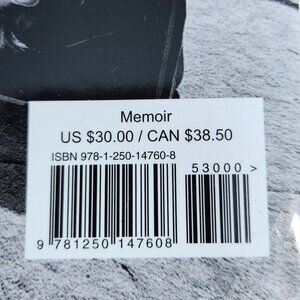 Memoir
US $30.00 / CAN $38.50
ISBN 978-1-250-14760-8
53000 >
9 781250 147608